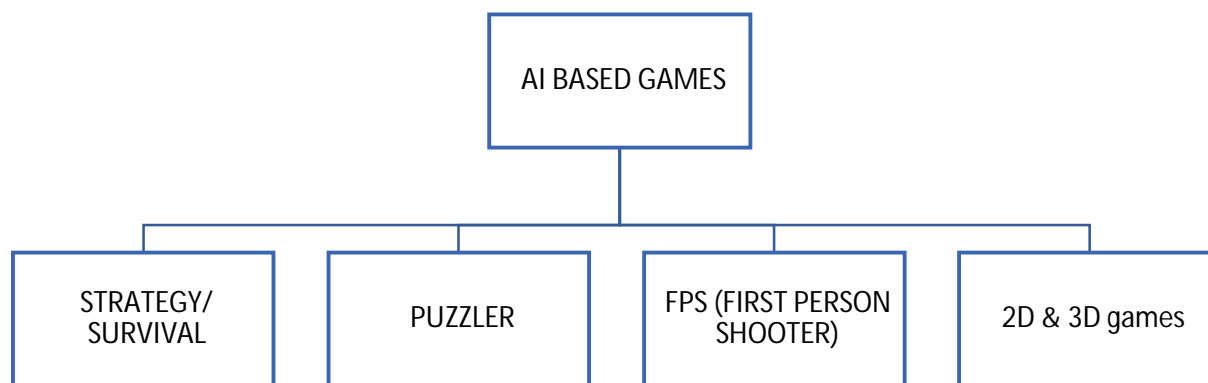 AI BASED GAMES
STRATEGY/
SURVIVAL
PUZZLER
FPS (FIRST PERSON
SHOOTER)
2D & 3D games